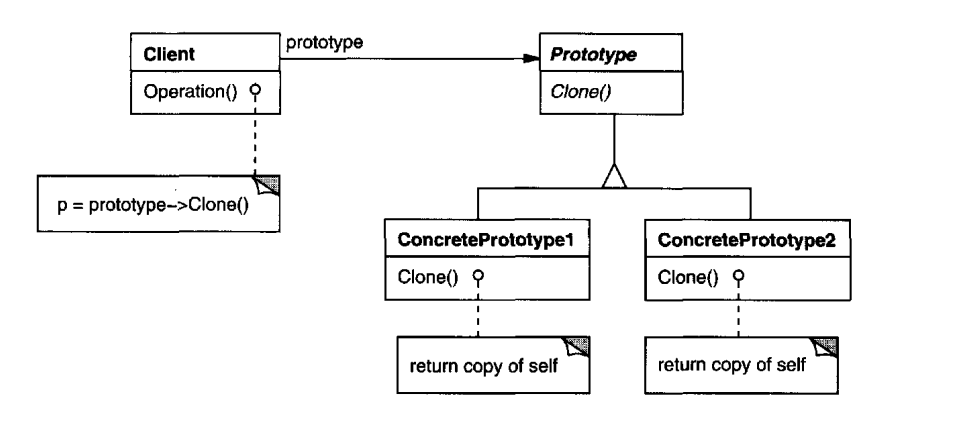 Client
Operation()
prototype
Prototype
Clone()
p = prototype–>Clone()
ConcretePrototype1
Clone()
return copy of self
ConcretePrototype2
Clone()
return copy of self